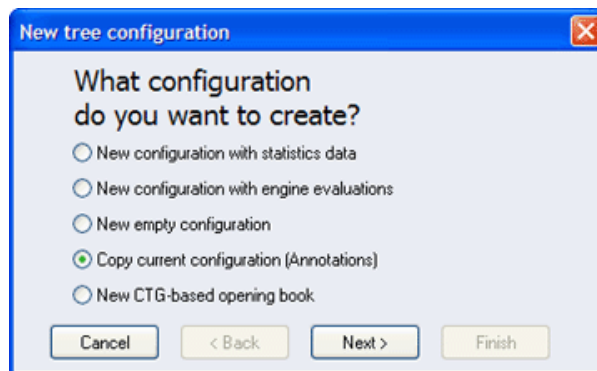 New tree configuration
What configuration
do you want to create?
New configuration with statistics data
New configuration with engine evaluations
New empty configuration
Copy current configuration (Annotations)
New CTG-based opening book
Cancel < Back Next > Finish